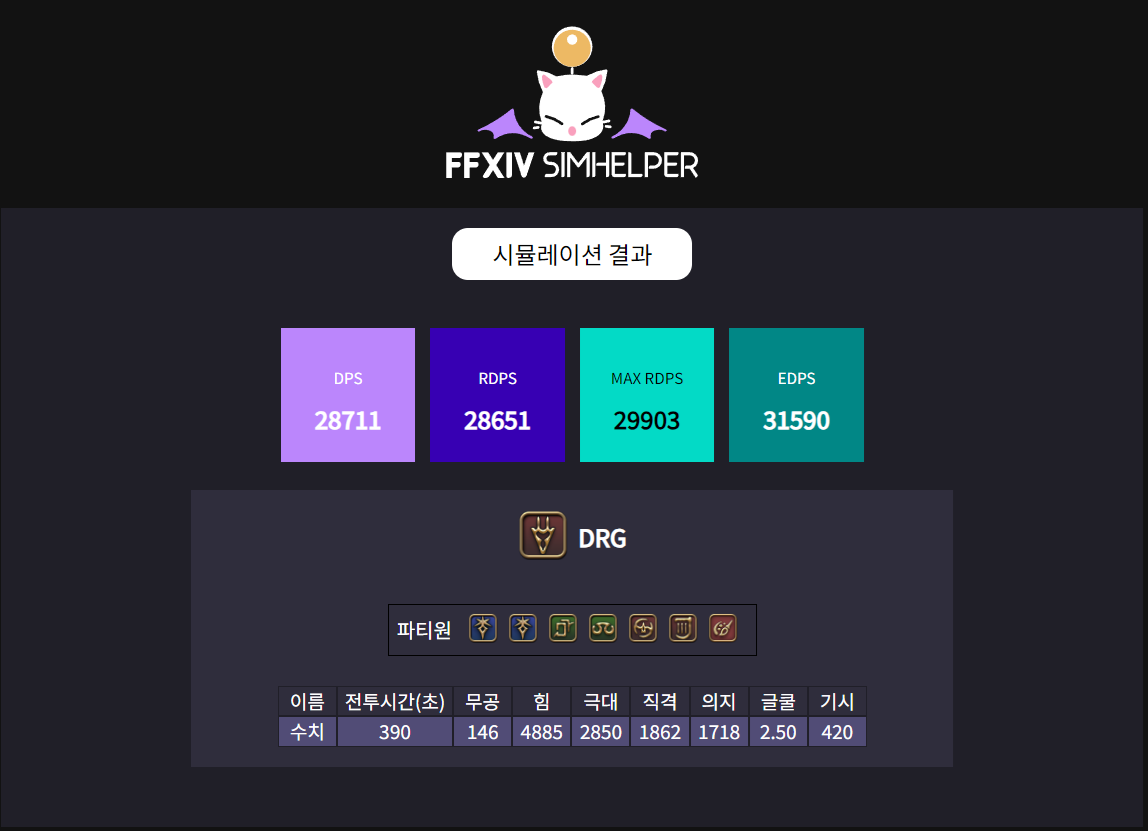 FFXIV SIMHELPER
시뮬레이션 결과
DPS RDPS MAX RDPS EDPS
28711 28651 29903 31590
DRG
파티원
이름 전투시간(초) 무공 힘 극대 직격 의지 글쿨 기시
수치 390 146 4885 2850 1862 1718 2.50 420